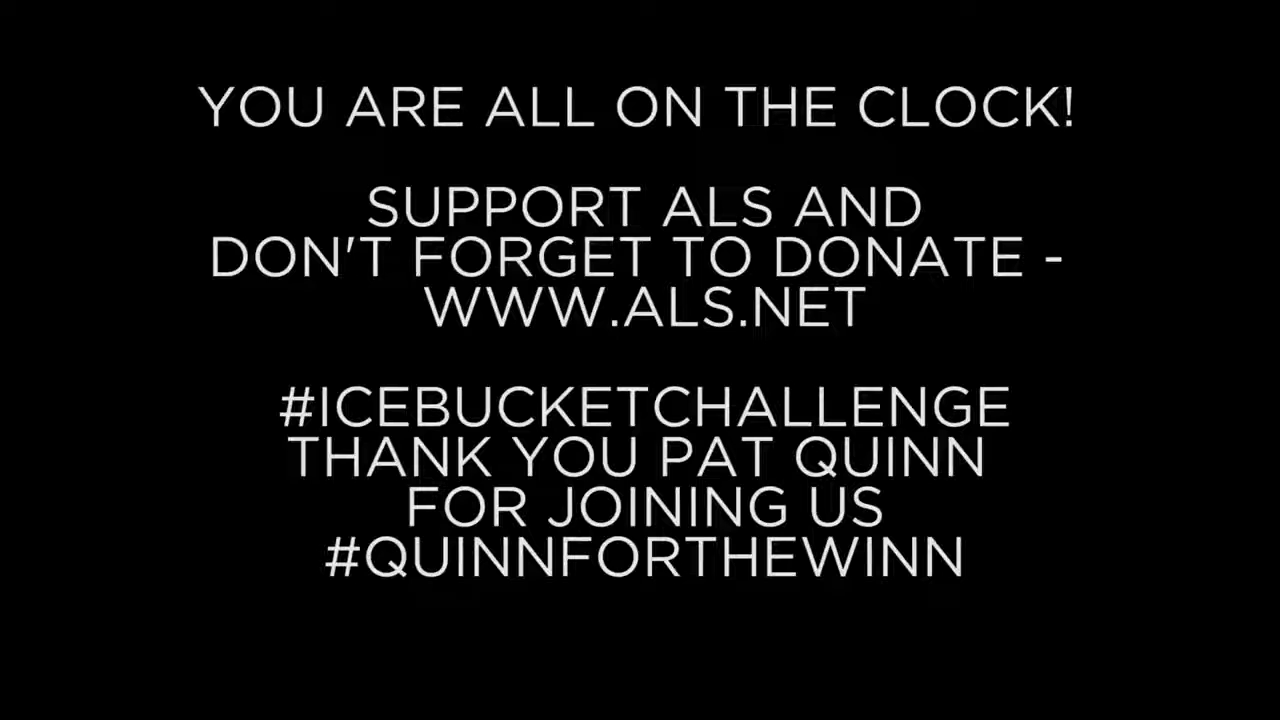 YOU ARE ALL ON THE CLOCK!
SUPPORT ALS AND
DON'T FORGET TO DONATE -
WWW.ALS.NET
#ICEBUCKETCHALLENGE
THANK YOU PAT QUINN
FOR JOINING US
#QUINNFORTHEWINN